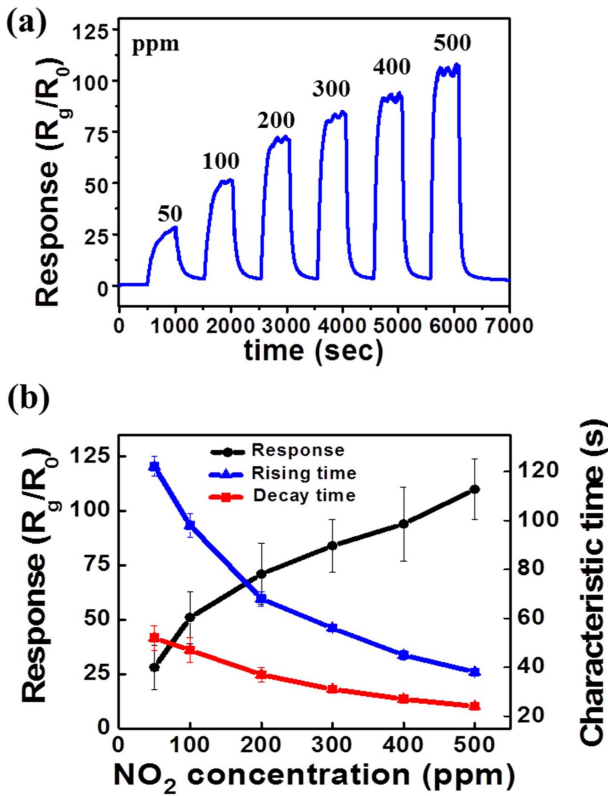 (a)
ppm
50
100
200
300
400
500
Response (Rg/R0)
125
100
75
50
25
0
0 1000 2000 3000 4000 5000 6000 7000
time (sec)
(b)
Response
Rising time
Decay time
Response (Rg/R0)
125
100
75
50
25
0
Characteristic time (s)
120
100
80
60
40
20
0 100 200 300 400 500
NO2 concentration (ppm)